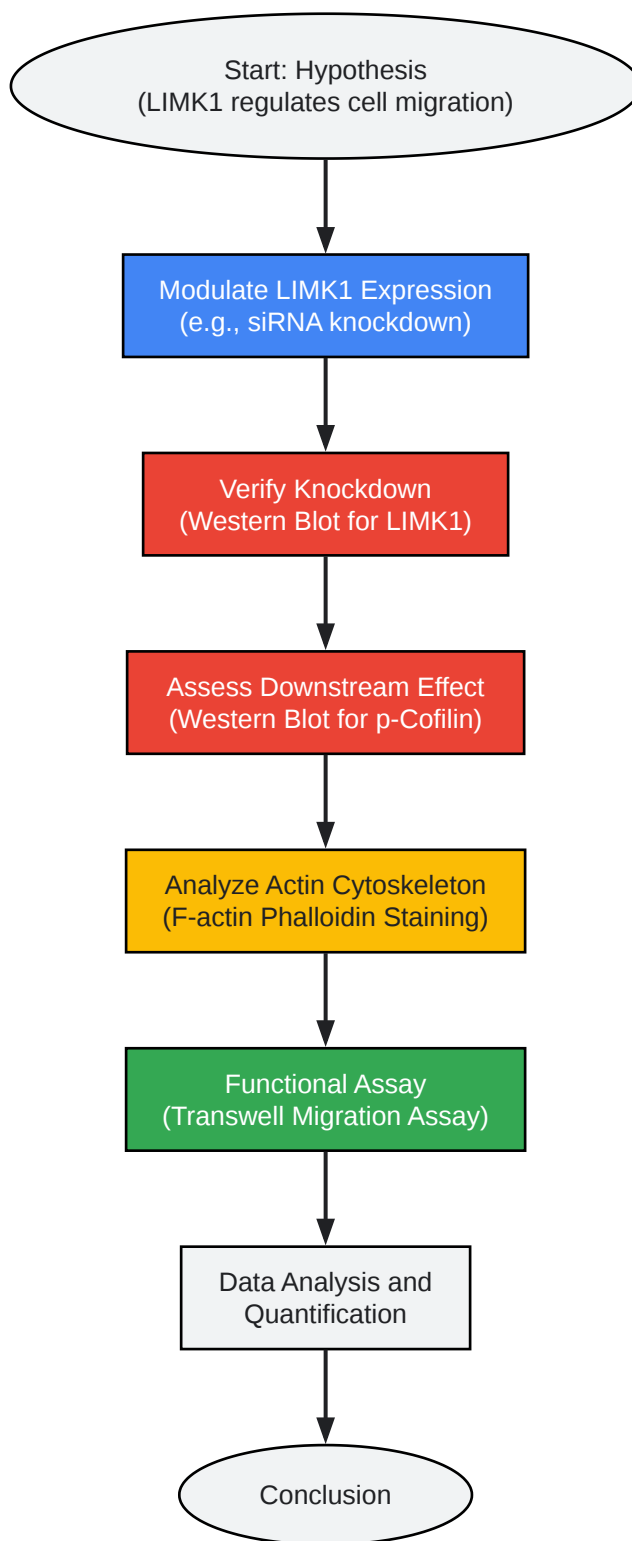 Start: Hypothesis
(LIMK1 regulates cell migration)
Modulate LIMK1 Expression
(e.g., siRNA knockdown)
Verify Knockdown
(Western Blot for LIMK1)
Assess Downstream Effect
(Western Blot for p-Cofilin)
Analyze Actin Cytoskeleton
(F-actin Phalloidin Staining)
Functional Assay
(Transwell Migration Assay)
Data Analysis and
Quantification
Conclusion